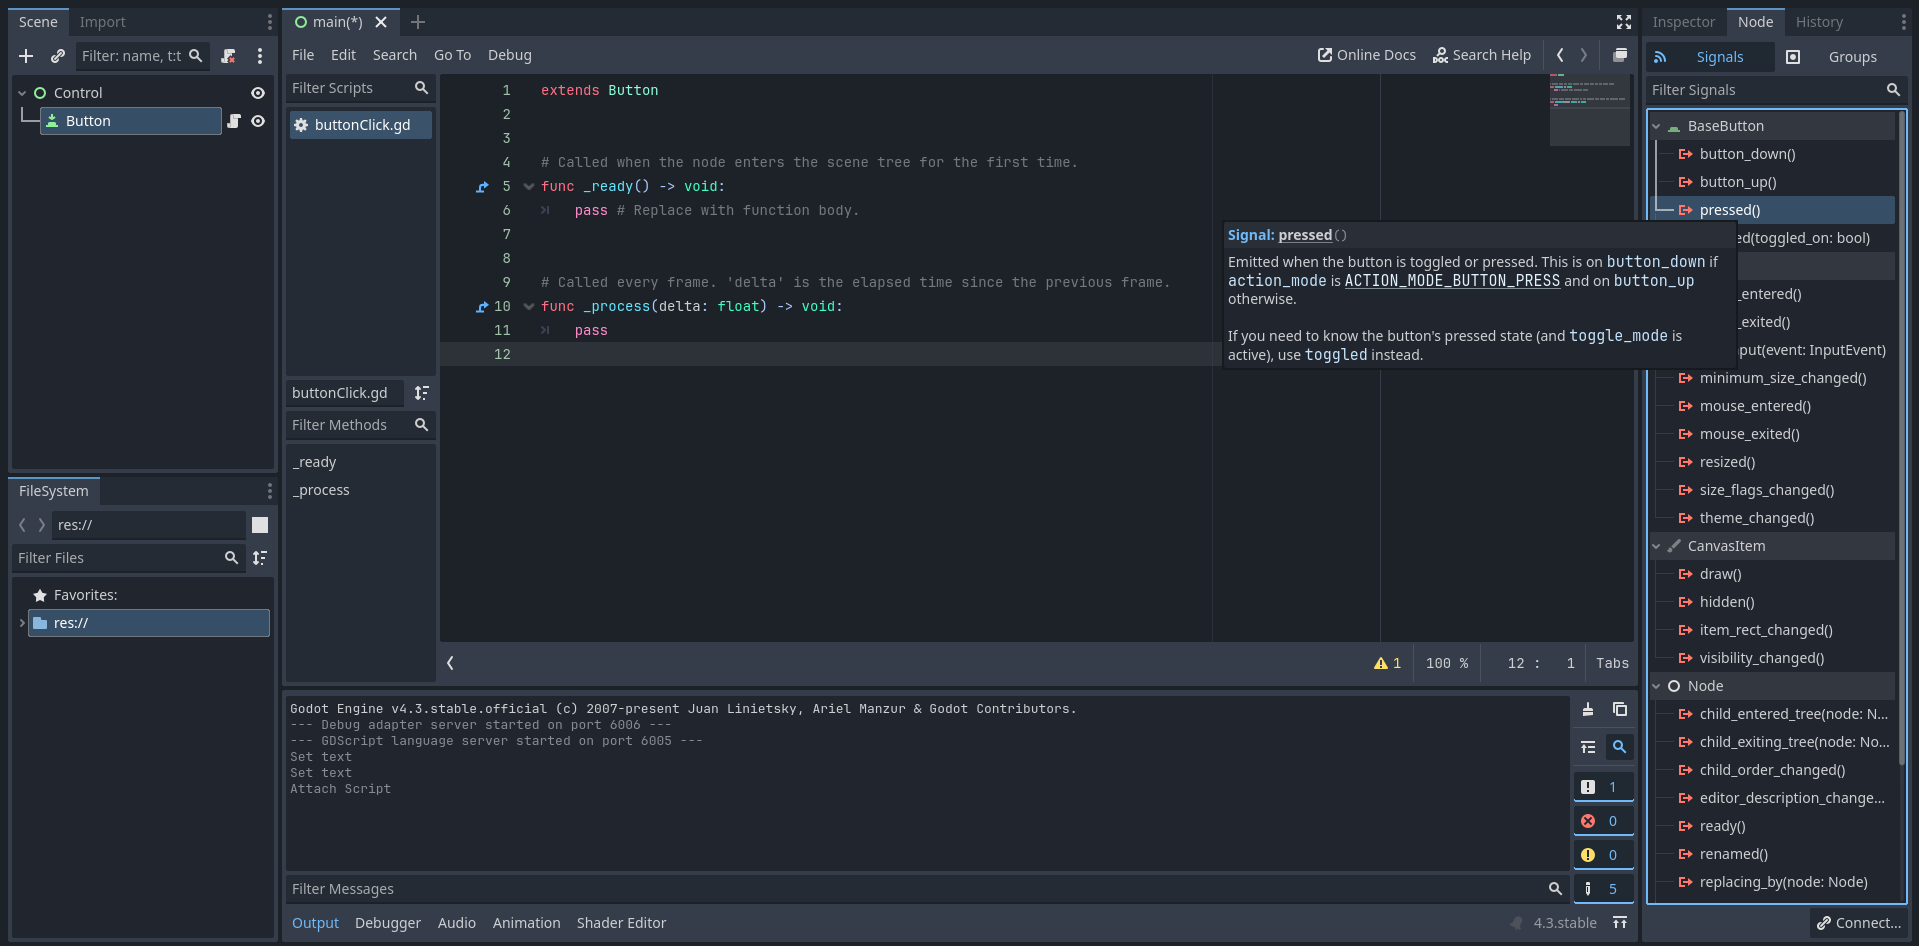 Scene
Import
Filter: name, t:t
Control
Button
FileSystem
res://
Filter Files
Favorites:
res://
main(*)
File Edit Search Go To Debug
Online Docs
Search Help
Filter Scripts
buttonClick.gd
buttonClick.gd
Filter Methods
_ready
_process
1 extends Button
2
3
4 # Called when the node enters the scene tree for the first time.
5 func _ready() -> void:
6 pass # Replace with function body.
7
8
9 # Called every frame. 'delta' is the elapsed time since the previous frame.
10 func _process(delta: float) -> void:
11 pass
12
1 100 % 12 : 1 Tabs
Godot Engine v4.3.stable.official (c) 2007-present Juan Linietsky, Ariel Manzur & Godot Contributors.
--- Debug adapter server started on port 6006 ---
--- GDScript language server started on port 6005 ---
Set text
Set text
Attach Script
1
0
0
5
Filter Messages
Output Debugger Audio Animation Shader Editor
4.3.stable
Inspector Node History
Signals Groups
Filter Signals
BaseButton
button_down()
button_up()
pressed()
ed(toggled_on: bool)
_entered()
_exited()
put(event: InputEvent)
minimum_size_changed()
mouse_entered()
mouse_exited()
resized()
size_flags_changed()
theme_changed()
CanvasItem
draw()
hidden()
item_rect_changed()
visibility_changed()
Node
child_entered_tree(node: N...
child_exiting_tree(node: No...
child_order_changed()
editor_description_change...
ready()
renamed()
replacing_by(node: Node)
Connect...
Signal: pressed()
Emitted when the button is toggled or pressed. This is on button_down if
action_mode is ACTION_MODE_BUTTON_PRESS and on button_up
otherwise.
If you need to know the button's pressed state (and toggle_mode is
active), use toggled instead.